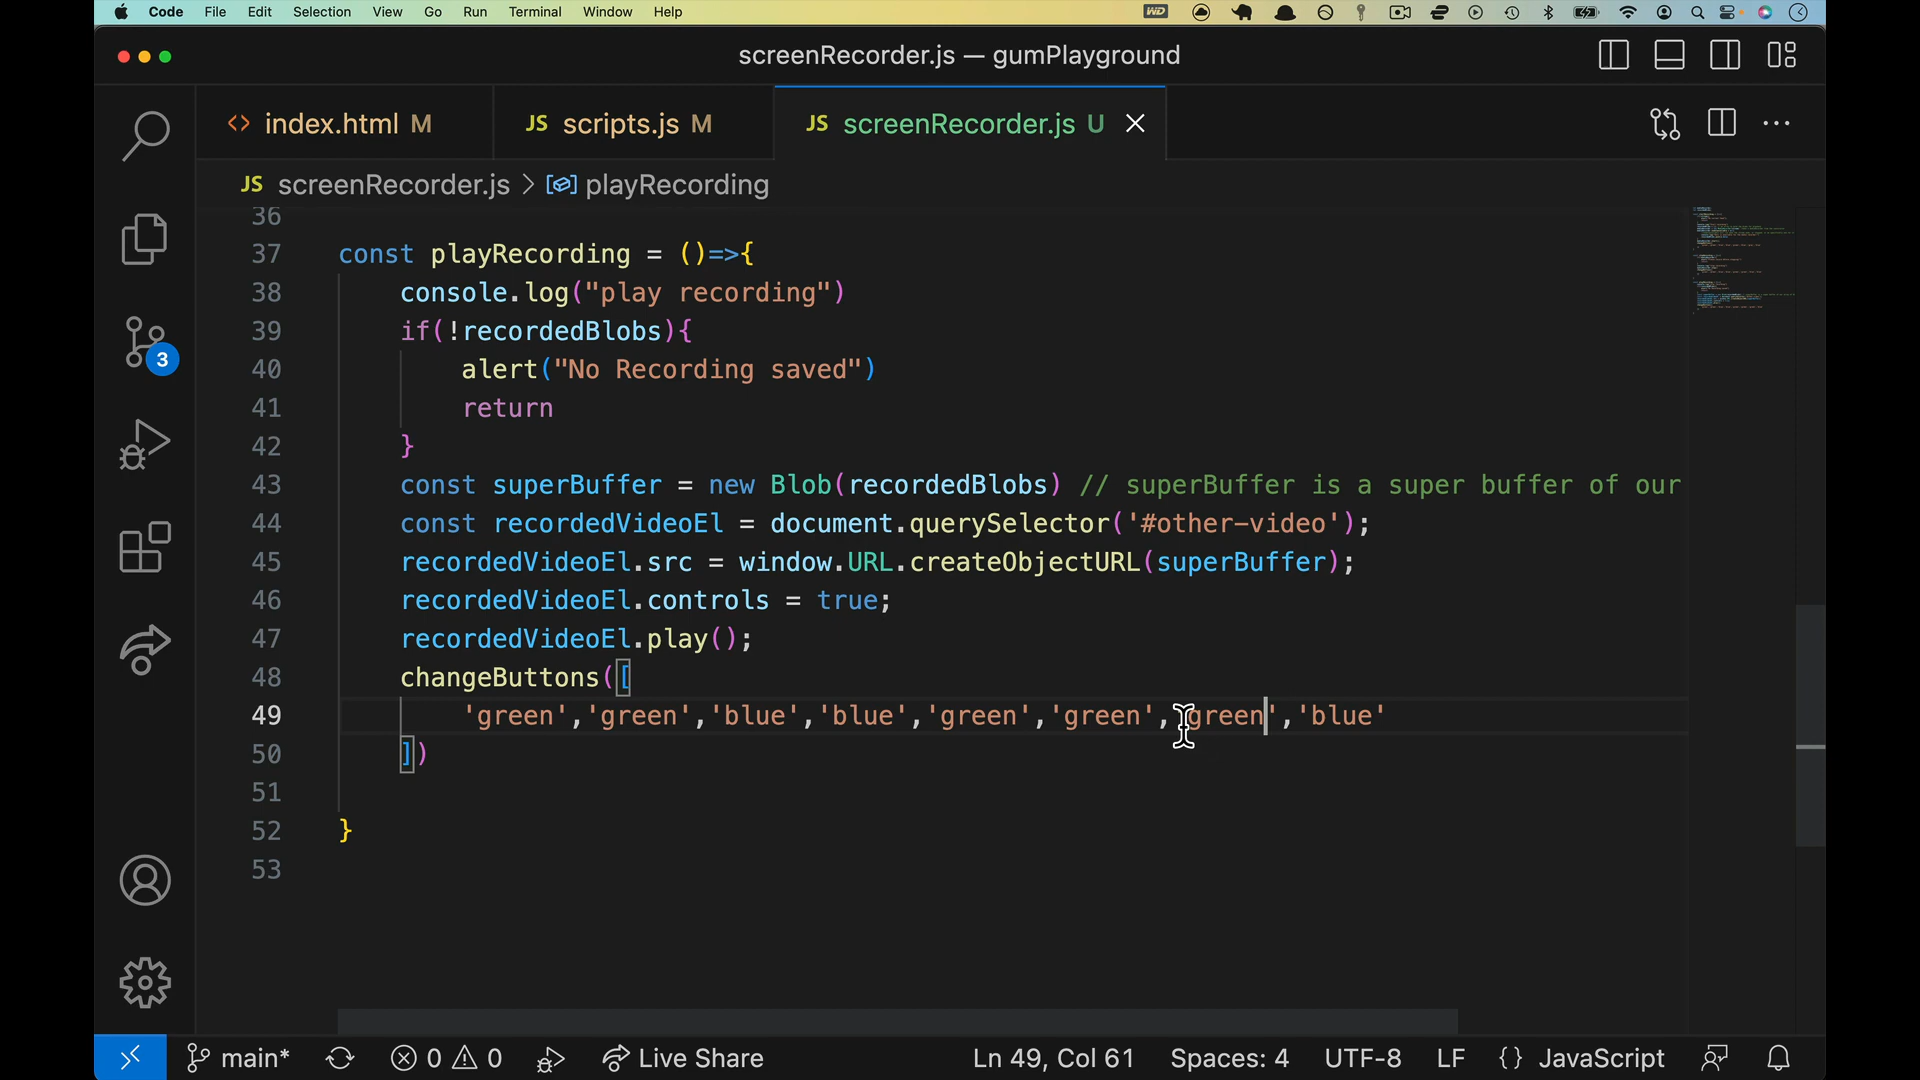 Code File Edit Selection View Go Run Terminal Window Help
screenRecorder.js — gumPlayground
index.html M
JS scripts.js M
JS screenRecorder.js U
JS screenRecorder.js > playRecording
36
37 const playRecording = ()=>{
38 console.log("play recording")
39 if(!recordedBlobs){
40 alert("No Recording saved")
41 return
42 }
43 const superBuffer = new Blob(recordedBlobs) // superBuffer is a super buffer of our
44 const recordedVideoEl = document.querySelector('#other-video');
45 recordedVideoEl.src = window.URL.createObjectURL(superBuffer);
46 recordedVideoEl.controls = true;
47 recordedVideoEl.play();
48 changeButtons([
49 'green','green','blue','blue','green','green','green','blue'
50 ])
51
52 }
53
3
main* 0 0 Live Share Ln 49, Col 61 Spaces: 4 UTF-8 LF {} JavaScript